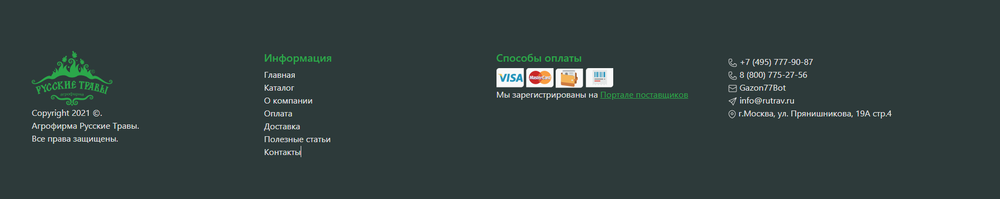 РУССКИЕ ТРАВЫ
агрофирма
Copyright 2021 ©.
Агрофирма Русские Травы.
Все права защищены.
Информация
Главная
Каталог
О компании
Оплата
Доставка
Полезные статьи
Контакты
Способы оплаты
VISA MasterCard
Мы зарегистрированы на Портале поставщиков
+7 (495) 777-90-87
8 (800) 775-27-56
Gazon77Bot
info@rutrav.ru
г.Москва, ул. Прянишникова, 19А стр.4